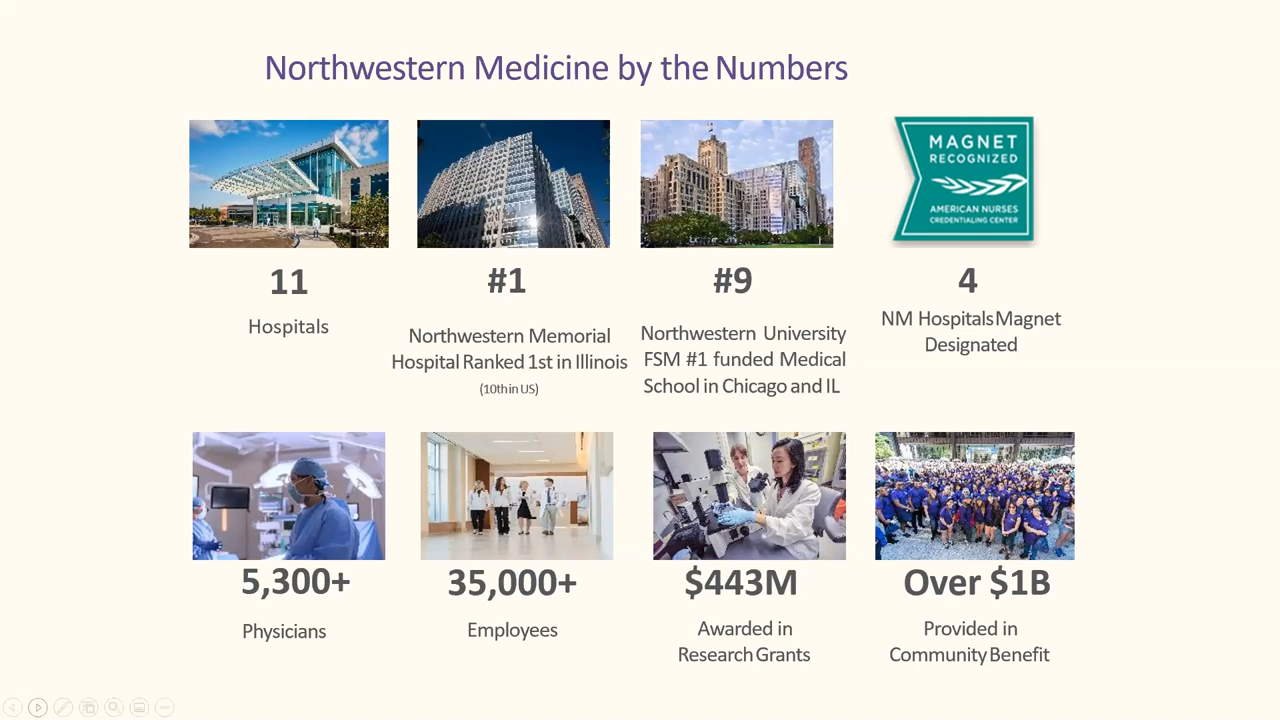 Northwestern Medicine by the Numbers
MAGNET
RECOGNIZED
AMERICAN NURSES
CREDENTIALING CENTER
11
Hospitals
#1
Northwestern Memorial
Hospital Ranked 1st in Illinois
(10th in US)
#9
Northwestern University
FSM #1 funded Medical
School in Chicago and IL
4
NM Hospitals Magnet
Designated
5,300+
Physicians
35,000+
Employees
$443M
Awarded in
Research Grants
Over $1B
Provided in
Community Benefit